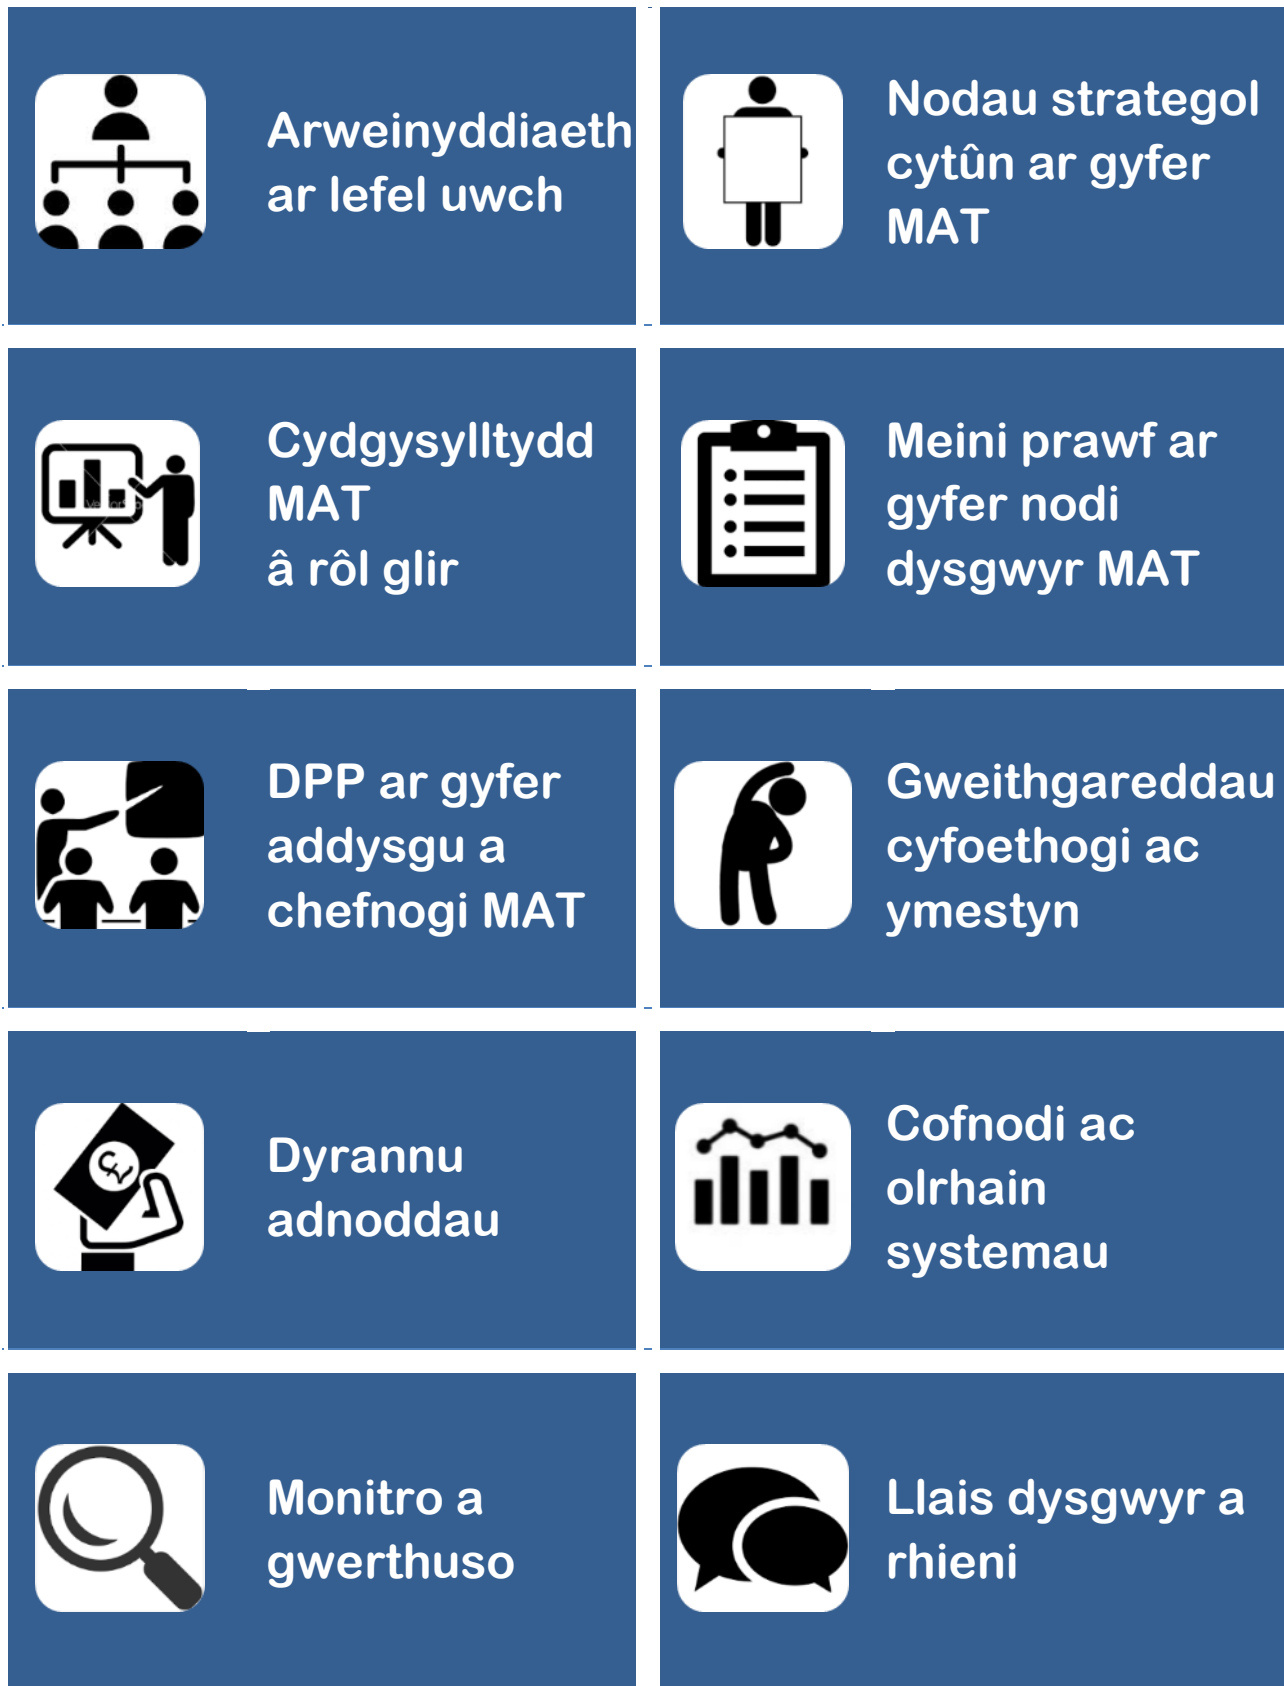 Arweinyddiaeth
ar lefel uwch
Nodau strategol
cytûn ar gyfer
MAT
Cydgysylltydd
MAT
â rôl glir
Meini prawf ar
gyfer nodi
dysgwyr MAT
DPP ar gyfer
addysgu a
chefnogi MAT
Gweithgareddau
cyfoethogi ac
ymestyn
£
Dyrannu
adnoddau
Cofnodi ac
olrhain
systemau
Monitro a
gwerthuso
Llais dysgwyr a
rhieni